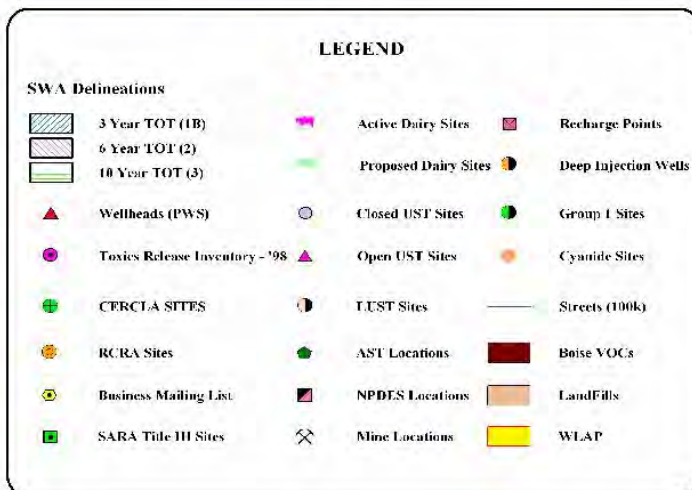 LEGEND
SWA Delineations
3 Year TOT (1B)
6 Year TOT (2)
10 Year TOT (3)
Wellheads (PWS)
Toxics Release Inventory - '98
CERCLA SITES
RCRA Sites
Business Mailing List
SARA Title III Sites
Active Dairy Sites
Proposed Dairy Sites
Closed UST Sites
Open UST Sites
LUST Sites
AST Locations
NPDES Locations
Mine Locations
Recharge Points
Deep Injection Wells
Group 1 Sites
Cyanide Sites
Streets (100k)
Boise VOCs
LandFills
WLAP